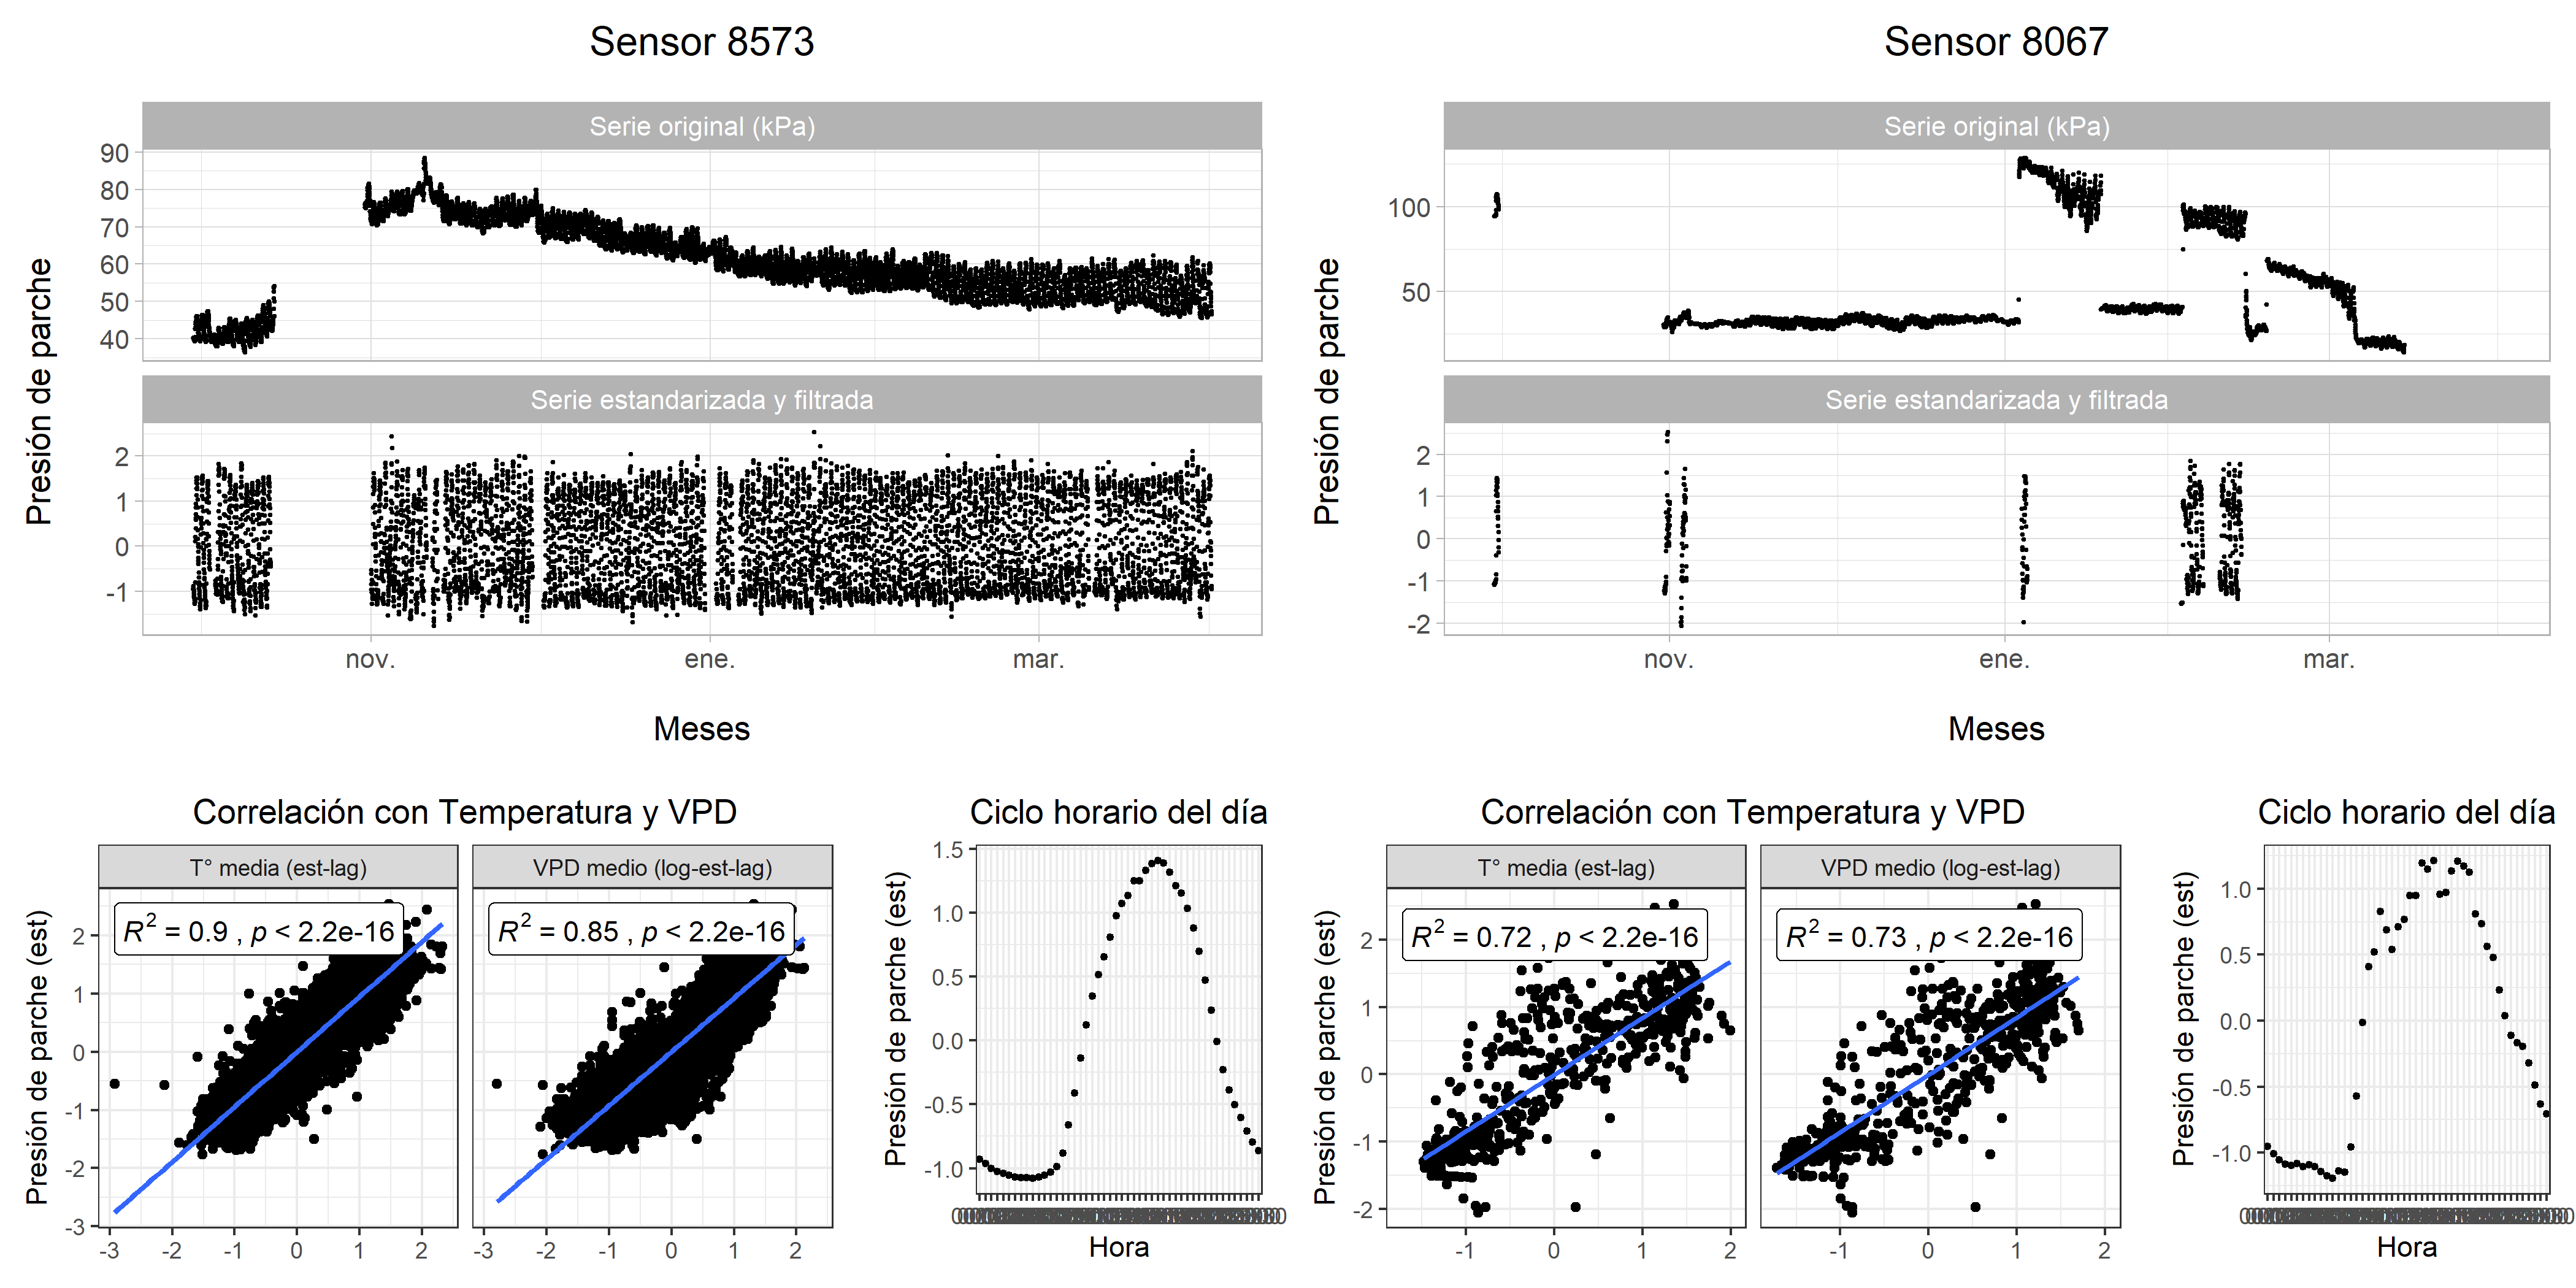 Sensor 8573
Serie original (kPa)
90
80
70
60
50
40
Serie estandarizada y filtrada
2
1
0
-1
Presión de parche
nov.
ene.
mar.
Meses
Sensor 8067
Serie original (kPa)
100
50
Serie estandarizada y filtrada
2
1
0
-1
-2
Presión de parche
nov.
ene.
mar.
Meses
Correlación con Temperatura y VPD
T° media (est-lag)
VPD medio (log-est-lag)
R² = 0.9 , p < 2.2e-16
R² = 0.85 , p < 2.2e-16
Presión de parche (est)
2
1
0
-1
-2
-3
-3 -2 -1 0 1 2
-3 -2 -1 0 1 2
Ciclo horario del día
Presión de parche (est)
1.5
1.0
0.5
0.0
-0.5
-1.0
Hora
Correlación con Temperatura y VPD
T° media (est-lag)
VPD medio (log-est-lag)
R² = 0.72 , p < 2.2e-16
R² = 0.73 , p < 2.2e-16
Presión de parche (est)
2
1
0
-1
-2
-1 0 1 2
-1 0 1 2
Ciclo horario del día
Presión de parche (est)
1.0
0.5
0.0
-0.5
-1.0
Hora